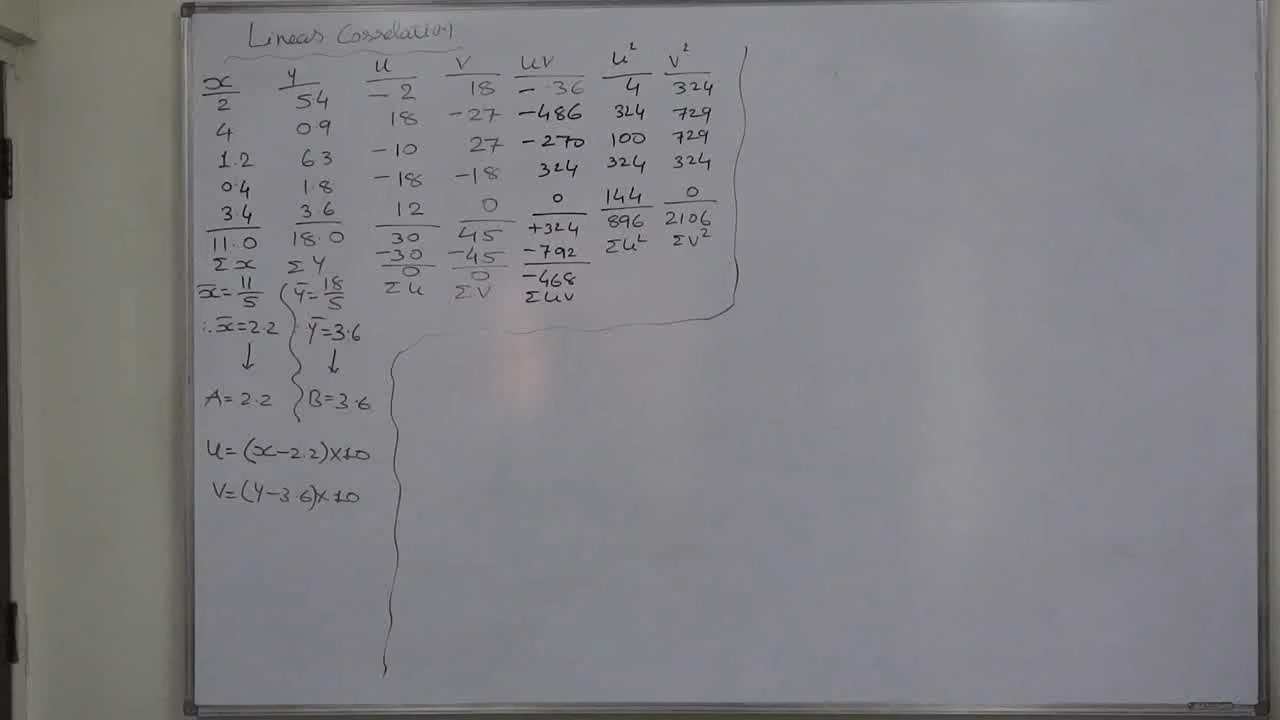 Linear Correlation
x y u v uv u² v²
2 5.4 -2 18 -36 4 324
4 0.9 18 -27 -486 324 729
1.2 6.3 -10 27 -270 100 729
0.4 1.8 -18 -18 324 324 324
3.4 3.6 12 0 0 144 0
11.0 18.0 30 45 +324 896 2106
Σx Σy -30 -45 -792 Σu² Σv²
0 0 -468
Σu Σv Σuv
x̄=11/5 ȳ=18/5
∴ x̄=2.2 ȳ=3.6
↓ ↓
A=2.2 B=3.6
u=(x-2.2)×10
v=(y-3.6)×10